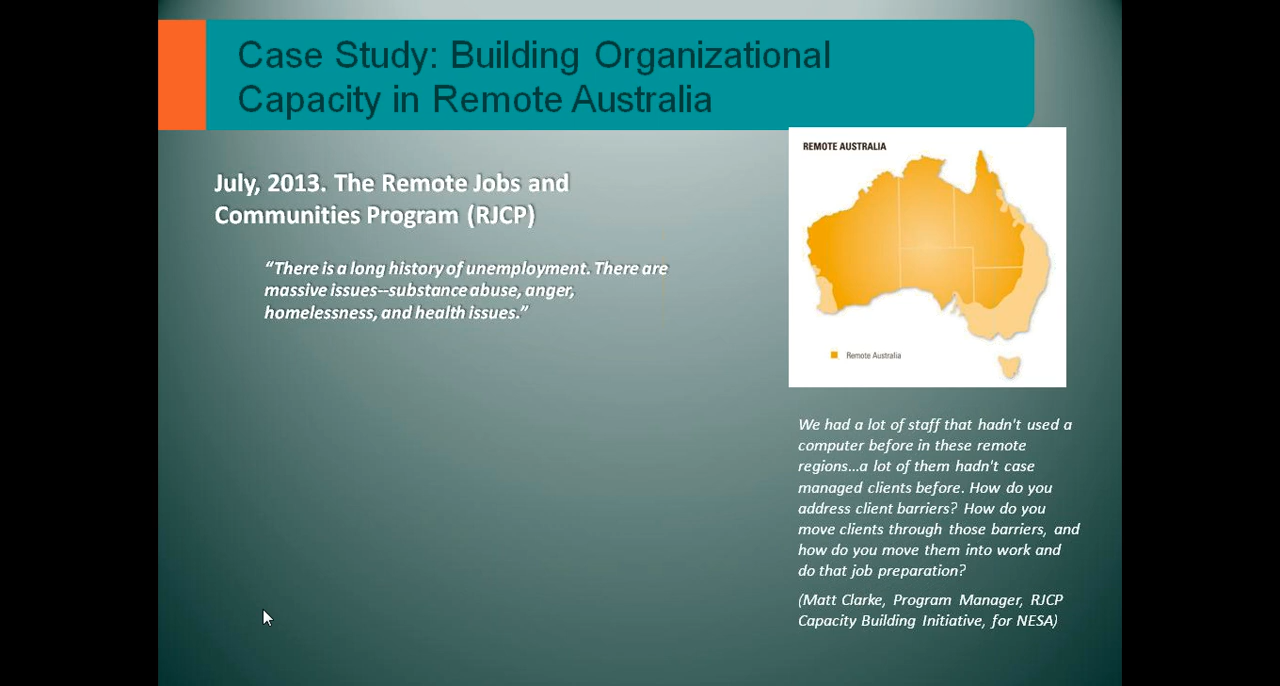 Case Study: Building Organizational
Capacity in Remote Australia
July, 2013. The Remote Jobs and
Communities Program (RJCP)
“There is a long history of unemployment. There are
massive issues--substance abuse, anger,
homelessness, and health issues.”
REMOTE AUSTRALIA
Remote Australia
We had a lot of staff that hadn't used a
computer before in these remote
regions...a lot of them hadn't case
managed clients before. How do you
address client barriers? How do you
move clients through those barriers, and
how do you move them into work and
do that job preparation?
(Matt Clarke, Program Manager, RJCP
Capacity Building Initiative, for NESA)